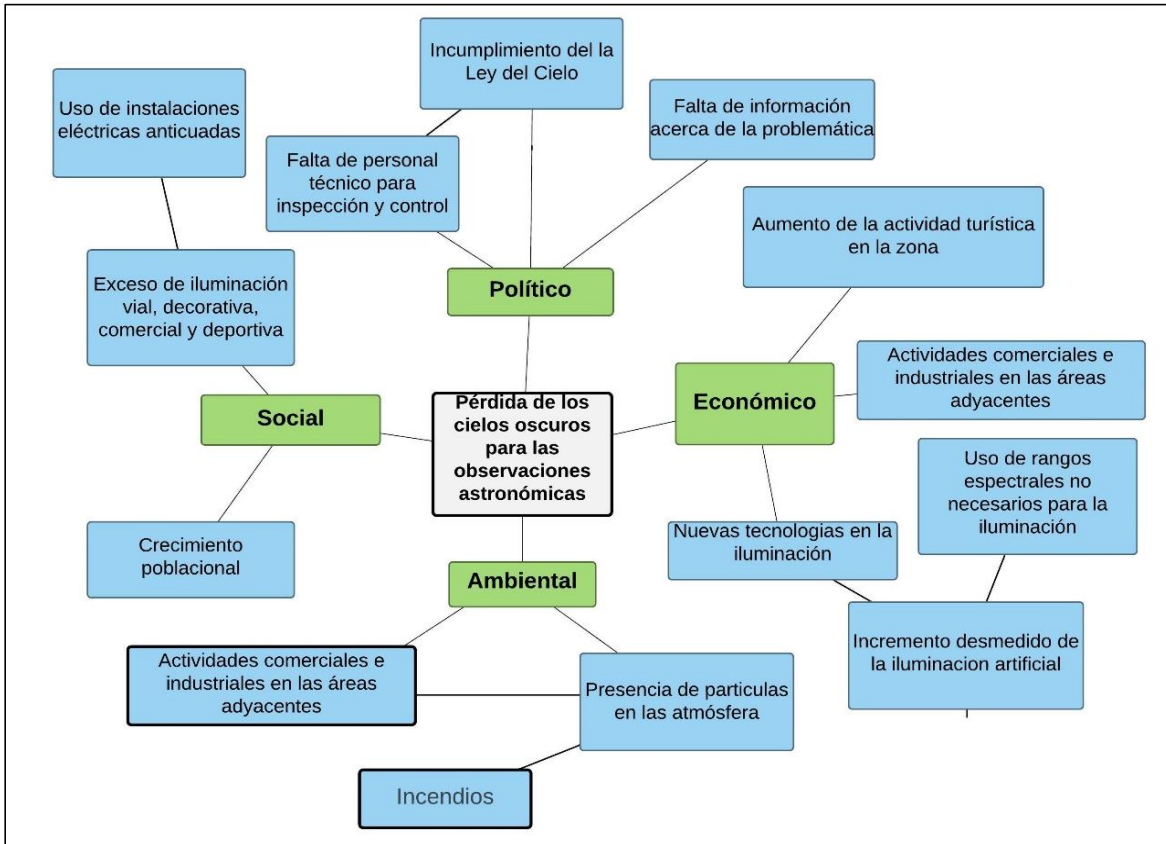 Incumplimiento del la
Ley del Cielo
Uso de instalaciones
eléctricas anticuadas
Falta de información
acerca de la problemática
Falta de personal
técnico para
inspección y control
Aumento de la actividad turística
en la zona
Exceso de iluminación
vial, decorativa,
comercial y deportiva
Político
Actividades comerciales e
industriales en las áreas
adyacentes
Económico
Social
Pérdida de los
cielos oscuros
para las
observaciones
astronómicas
Uso de rangos
espectrales no
necesarios para la
iluminación
Nuevas tecnologias en la
iluminación
Crecimiento
poblacional
Ambiental
Incremento desmedido de
la iluminacion artificial
Actividades comerciales e
industriales en las áreas
adyacentes
Presencia de particulas
en las atmósfera
Incendios